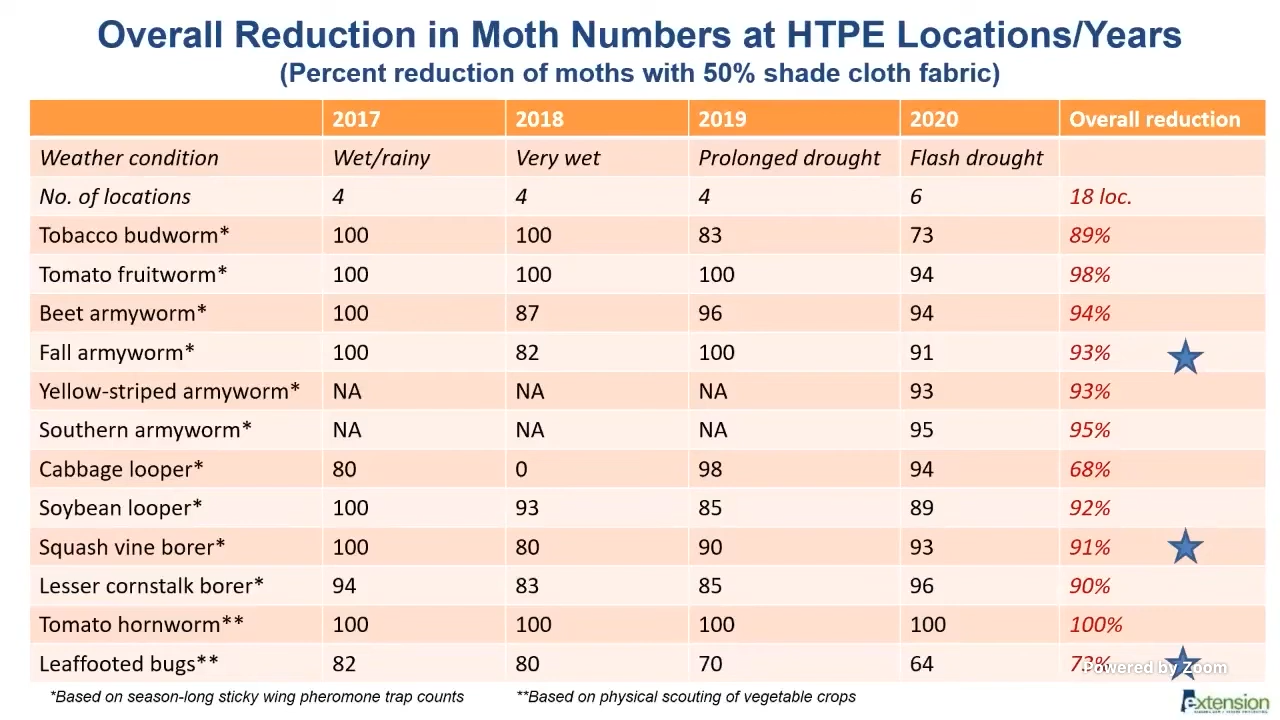 Overall Reduction in Moth Numbers at HTPE Locations/Years
(Percent reduction of moths with 50% shade cloth fabric)
2017 2018 2019 2020 Overall reduction
Weather condition Wet/rainy Very wet Prolonged drought Flash drought
No. of locations 4 4 4 6 18 loc.
Tobacco budworm* 100 100 83 73 89%
Tomato fruitworm* 100 100 100 94 98%
Beet armyworm* 100 87 96 94 94%
Fall armyworm* 100 82 100 91 93%
Yellow-striped armyworm* NA NA NA 93 93%
Southern armyworm* NA NA NA 95 95%
Cabbage looper* 80 0 98 94 68%
Soybean looper* 100 93 85 89 92%
Squash vine borer* 100 80 90 93 91%
Lesser cornstalk borer* 94 83 85 96 90%
Tomato hornworm** 100 100 100 100 100%
Leaffooted bugs** 82 80 70 64
Powered by Zoom
*Based on season-long sticky wing pheromone trap counts **Based on physical scouting of vegetable crops
extension